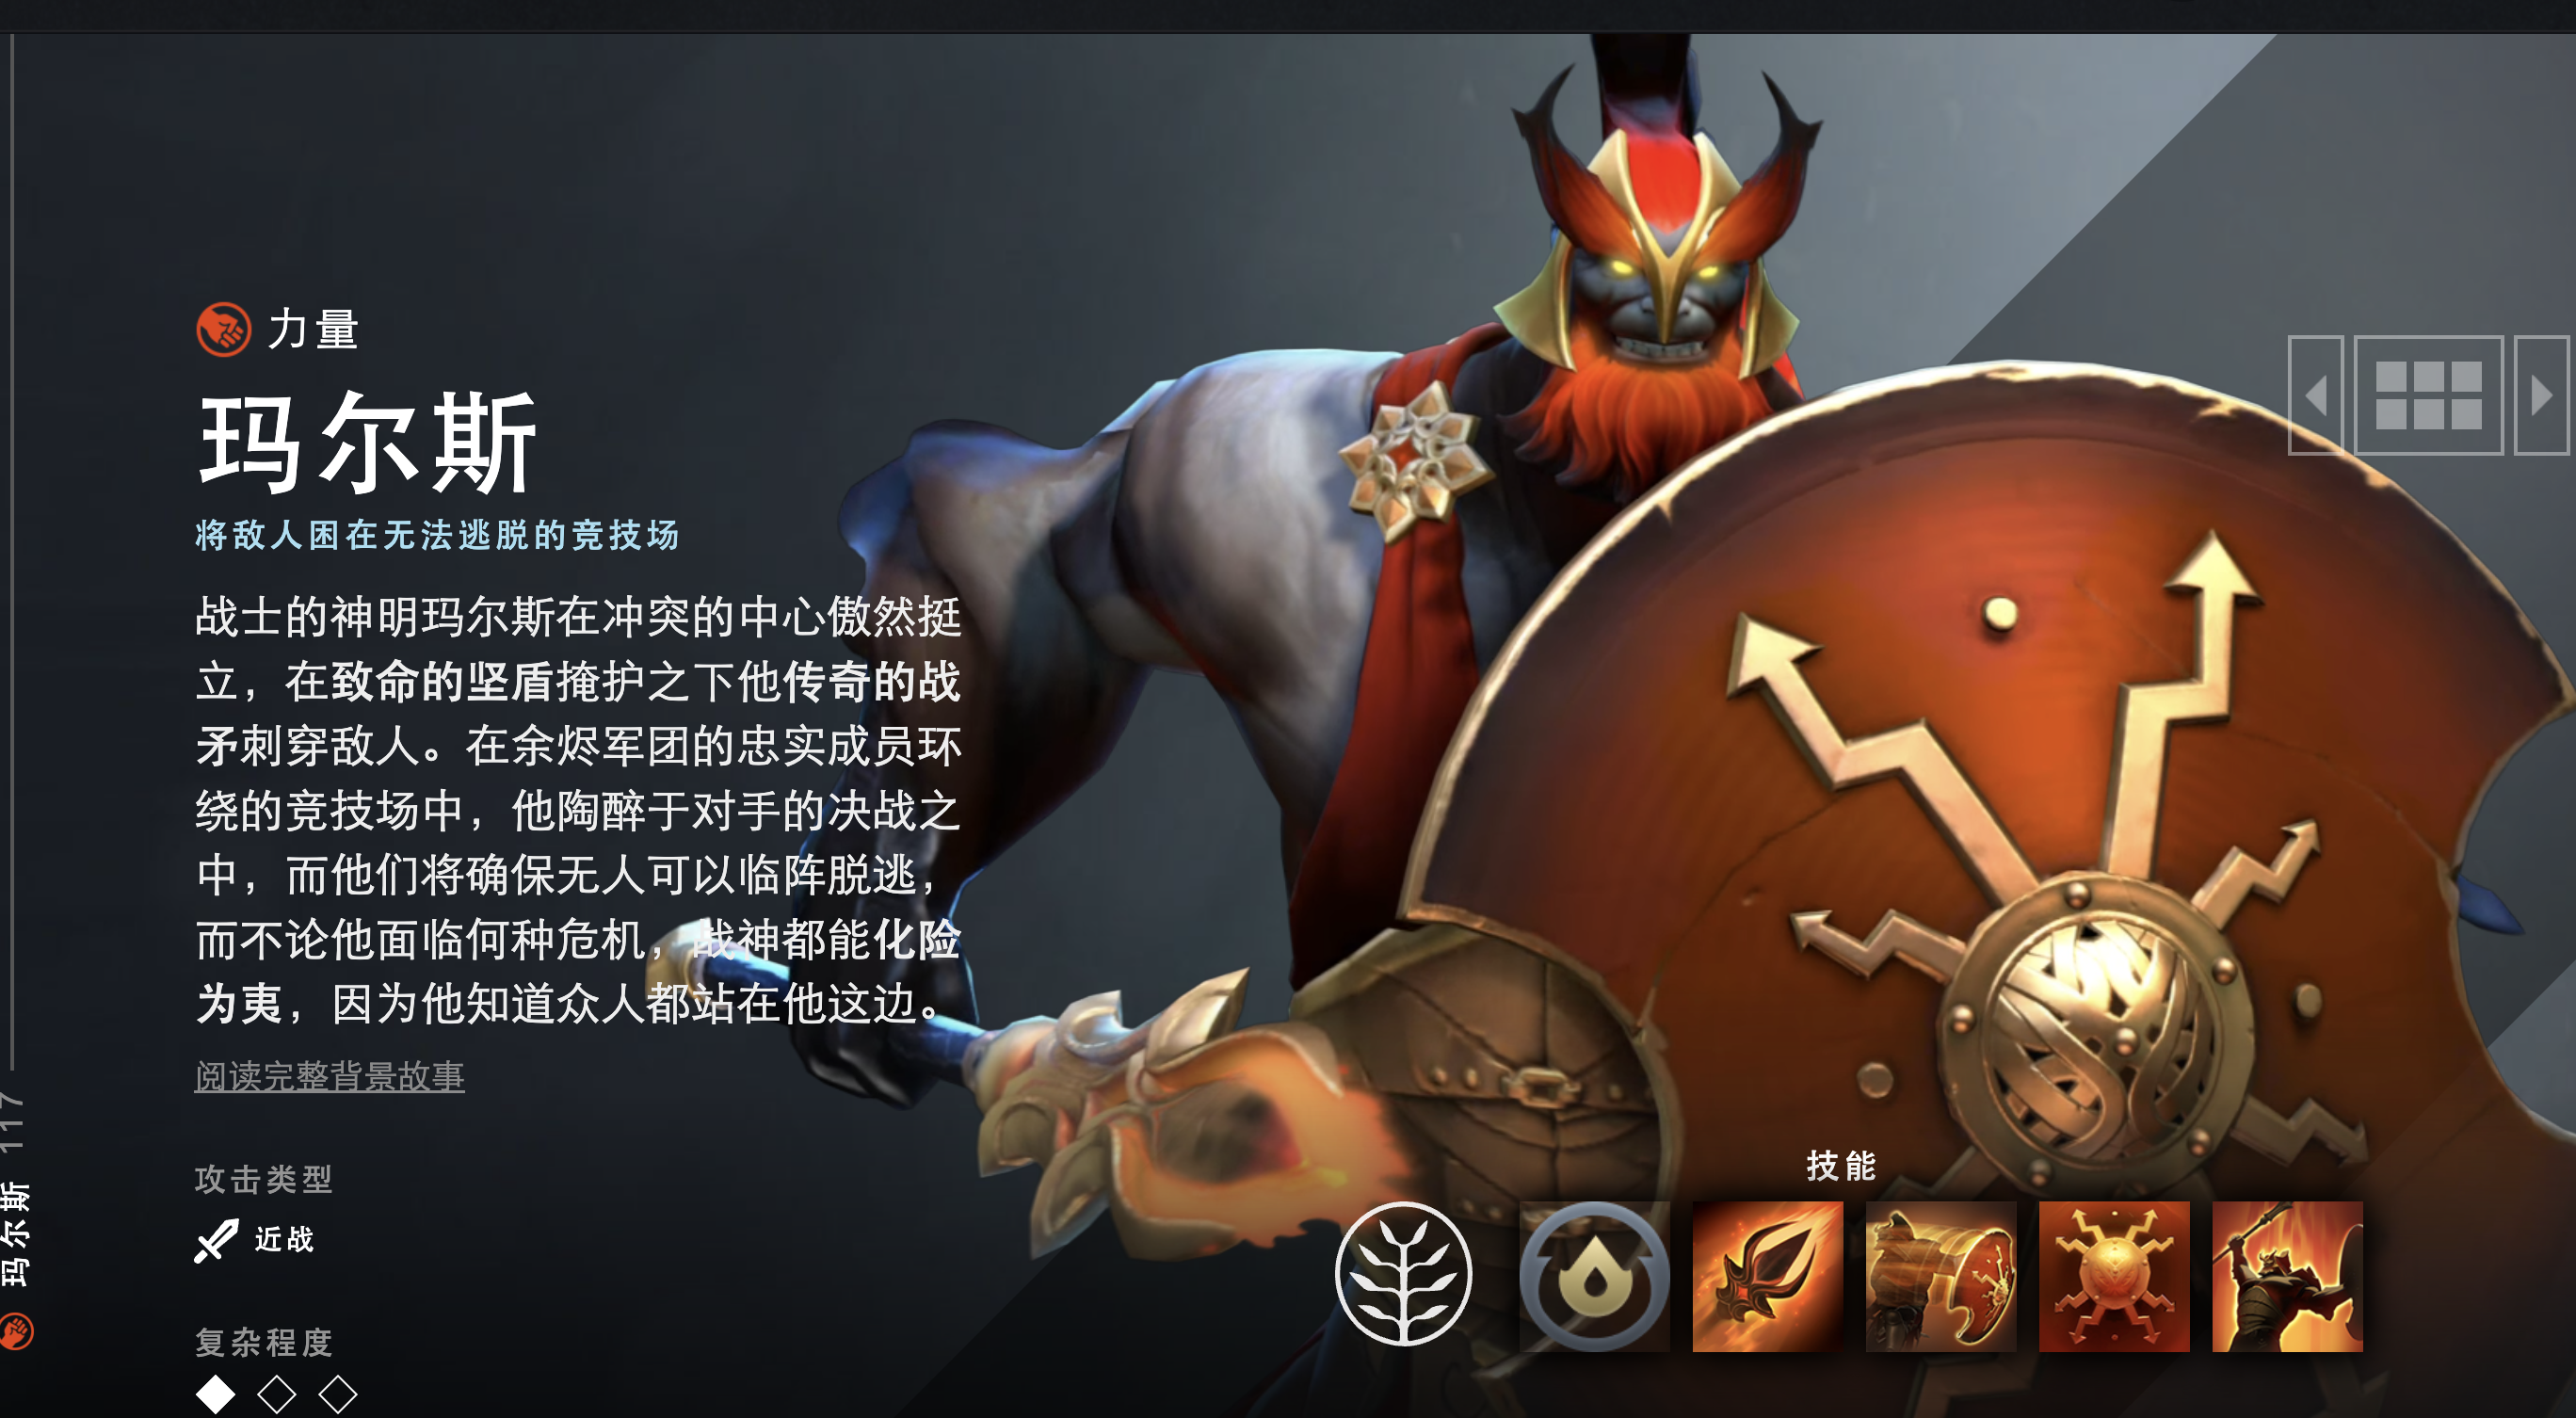 力量
玛尔斯
将敌人困在无法逃脱的竞技场
战士的神明玛尔斯在冲突的中心傲然挺
立，在致命的坚盾掩护之下他传奇的战
矛刺穿敌人。在余烬军团的忠实成员环
绕的竞技场中，他陶醉于对手的决战之
中，而他们将确保无人可以临阵脱逃，
而不论他面临何种危机，战神都能化险
为夷，因为他知道众人都站在他这边。
阅读完整背景故事
攻击类型
近战
复杂程度
玛尔斯 117
技能